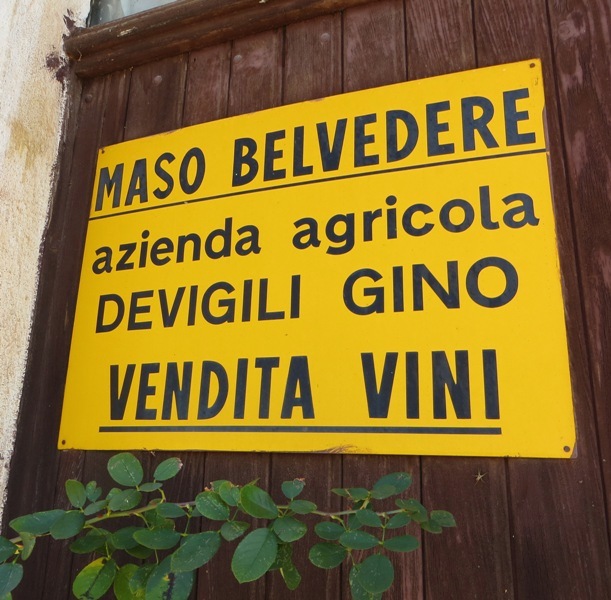 MASO BELVEDERE
azienda agricola
DEVIGILI GINO
VENDITA VINI